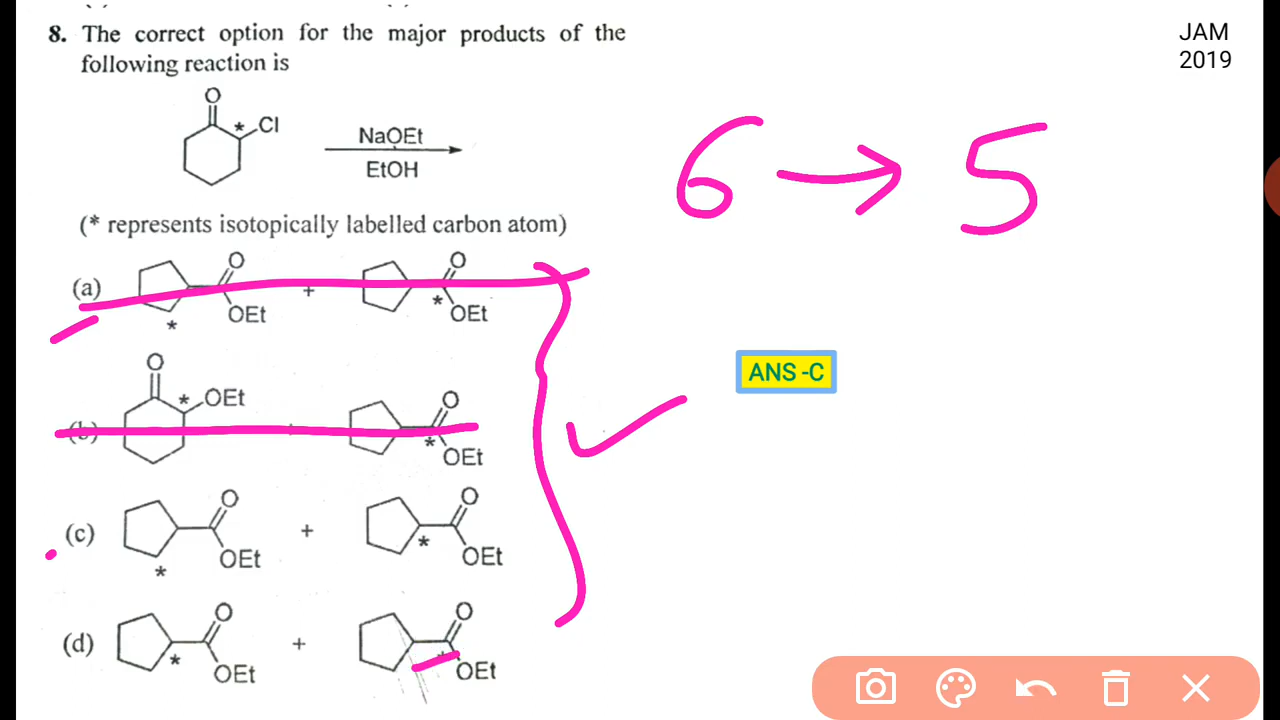 8. The correct option for the major products of the
following reaction is
JAM
2019
O
* Cl
NaOEt
EtOH
6 → 5
(* represents isotopically labelled carbon atom)
(a) O OEt * + O * OEt
ANS -C
(b) O * OEt + O * OEt
(c) O OEt * + O * OEt
(d) O * OEt + O * OEt